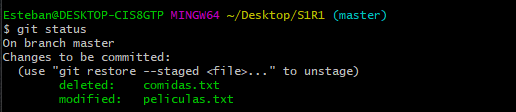 Esteban@DESKTOP-CIS8GTP MINGW64 ~/Desktop/S1R1 (master)
$ git status
On branch master
Changes to be committed:
  (use "git restore --staged <file>..." to unstage)
        deleted:    comidas.txt
        modified:   peliculas.txt